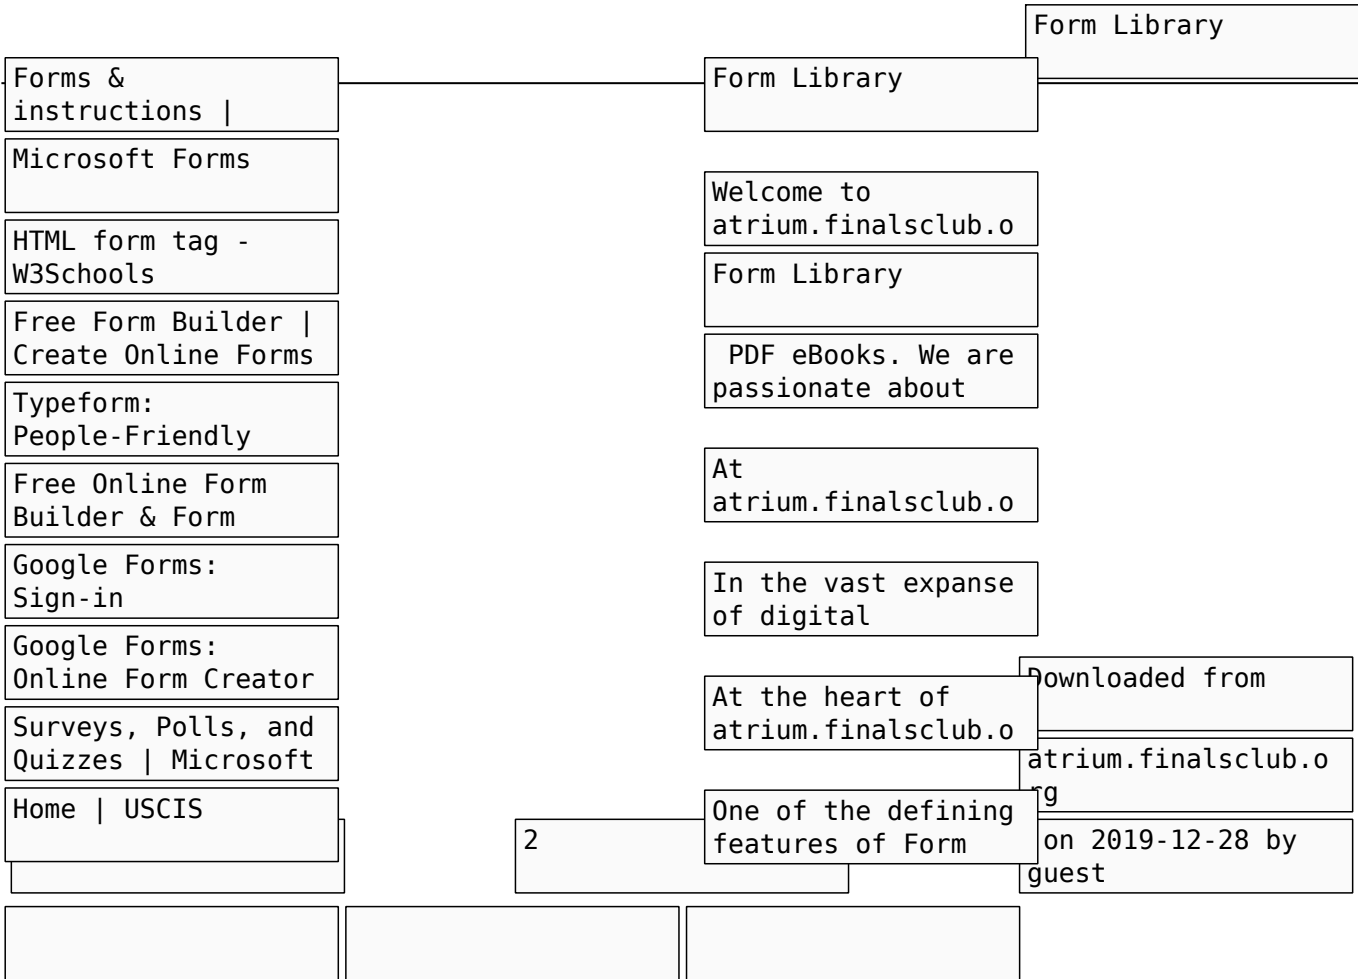 Form Library
Forms &
instructions |
Microsoft Forms
HTML form tag -
W3Schools
Free Form Builder |
Create Online Forms
Typeform:
People-Friendly
Free Online Form
Builder & Form
Google Forms:
Sign-in
Google Forms:
Online Form Creator
Surveys, Polls, and
Quizzes | Microsoft
Home | USCIS
2
Form Library
Welcome to
atrium.finalsclub.o
Form Library
PDF eBooks. We are
passionate about
At
atrium.finalsclub.o
In the vast expanse
of digital
At the heart of
atrium.finalsclub.o
One of the defining
features of Form
Downloaded from
atrium.finalsclub.o
rg
on 2019-12-28 by
guest